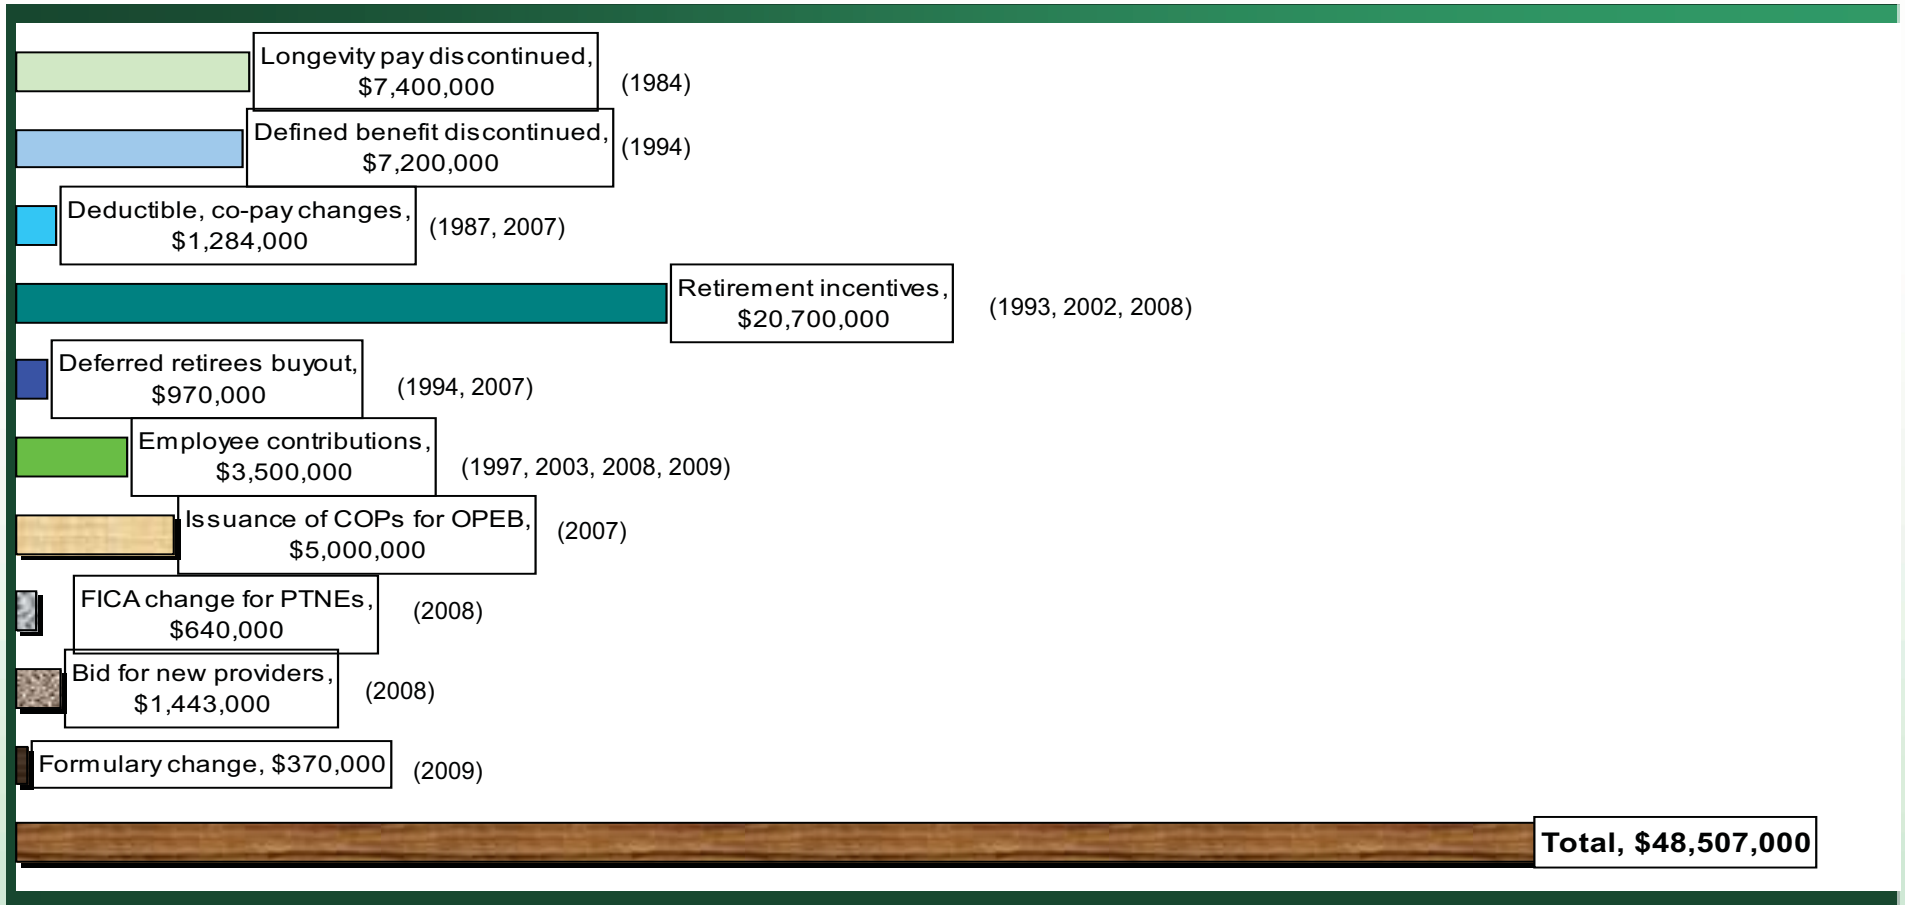 Longevity pay discontinued,
$7,400,000
(1984)
Defined benefit discontinued,
$7,200,000
(1994)
Deductible, co-pay changes,
$1,284,000
(1987, 2007)
Retirement incentives,
$20,700,000
(1993, 2002, 2008)
Deferred retirees buyout,
$970,000
(1994, 2007)
Employee contributions,
$3,500,000
(1997, 2003, 2008, 2009)
Issuance of COPs for OPEB,
$5,000,000
(2007)
FICA change for PTNEs,
$640,000
(2008)
Bid for new providers,
$1,443,000
(2008)
Formulary change, $370,000
(2009)
Total, $48,507,000